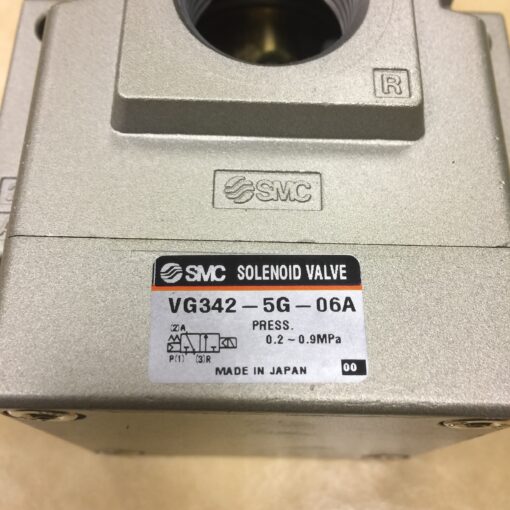 R
SMC
SMC SOLENOID VALVE
VG342-5G-06A
PRESS.
0.2~0.9MPa
(2)A
P(1) (3)R
MADE IN JAPAN 00